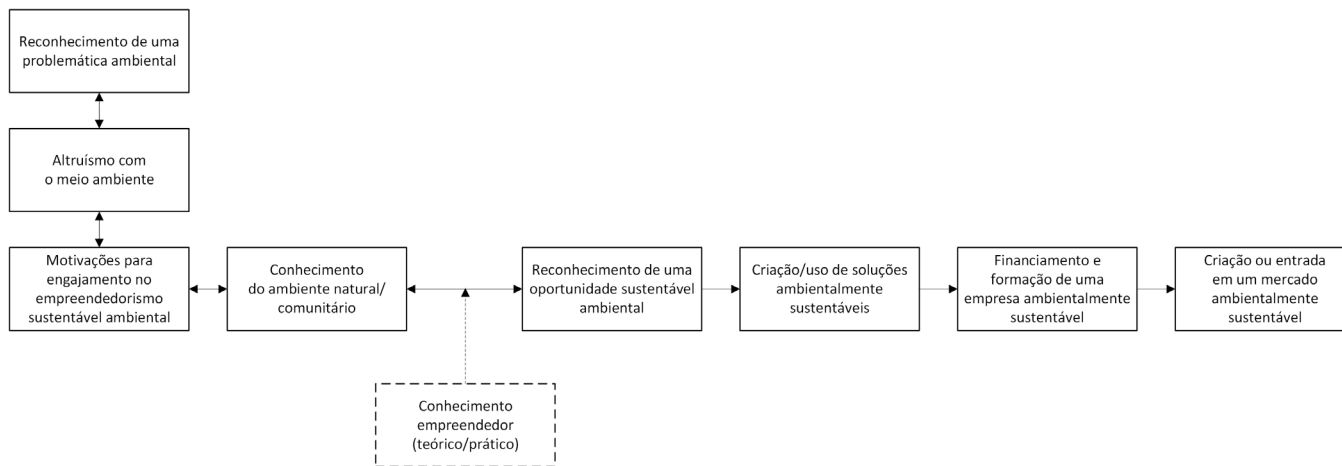 Reconhecimento de uma
problemática ambiental
Altruísmo com
o meio ambiente
Motivações para
engajamento no
empreendedorismo
sustentável ambiental
Conhecimento
do ambiente natural/
comunitário
Reconhecimento de uma
oportunidade sustentável
ambiental
Criação/uso de soluções
ambientalmente
sustentáveis
Financiamento e
formação de uma
empresa ambientalmente
sustentável
Criação ou entrada
em um mercado
ambientalmente
sustentável
Conhecimento
empreendedor
(teórico/prático)